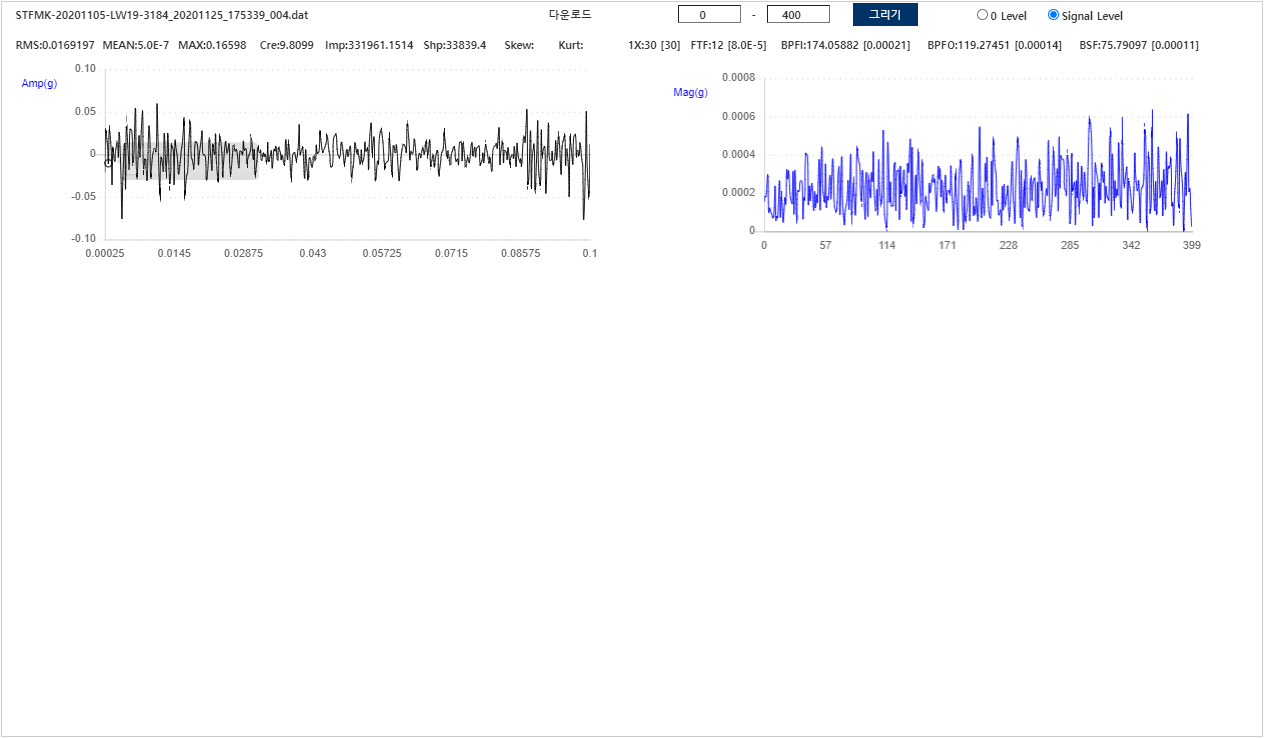 STFMK-20201105-LW19-3184_20201125_175339_004.dat 다운로드 0 - 400 그리기 0 Level Signal Level
RMS:0.0169197 MEAN:5.0E-7 MAX:0.16598 Cre:9.8099 Imp:331961.1514 Shp:33839.4 Skew: Kurt: 1X:30 [30] FTF:12 [8.0E-5] BPFI:174.05882 [0.00021] BPFO:119.27451 [0.00014] BSF:75.79097 [0.00011]
Amp(g)
0.10
0.05
0
-0.05
-0.10
0.00025 0.0145 0.02875 0.043 0.05725 0.0715 0.08575 0.1
Mag(g)
0.0008
0.0006
0.0004
0.0002
0
0 57 114 171 228 285 342 399